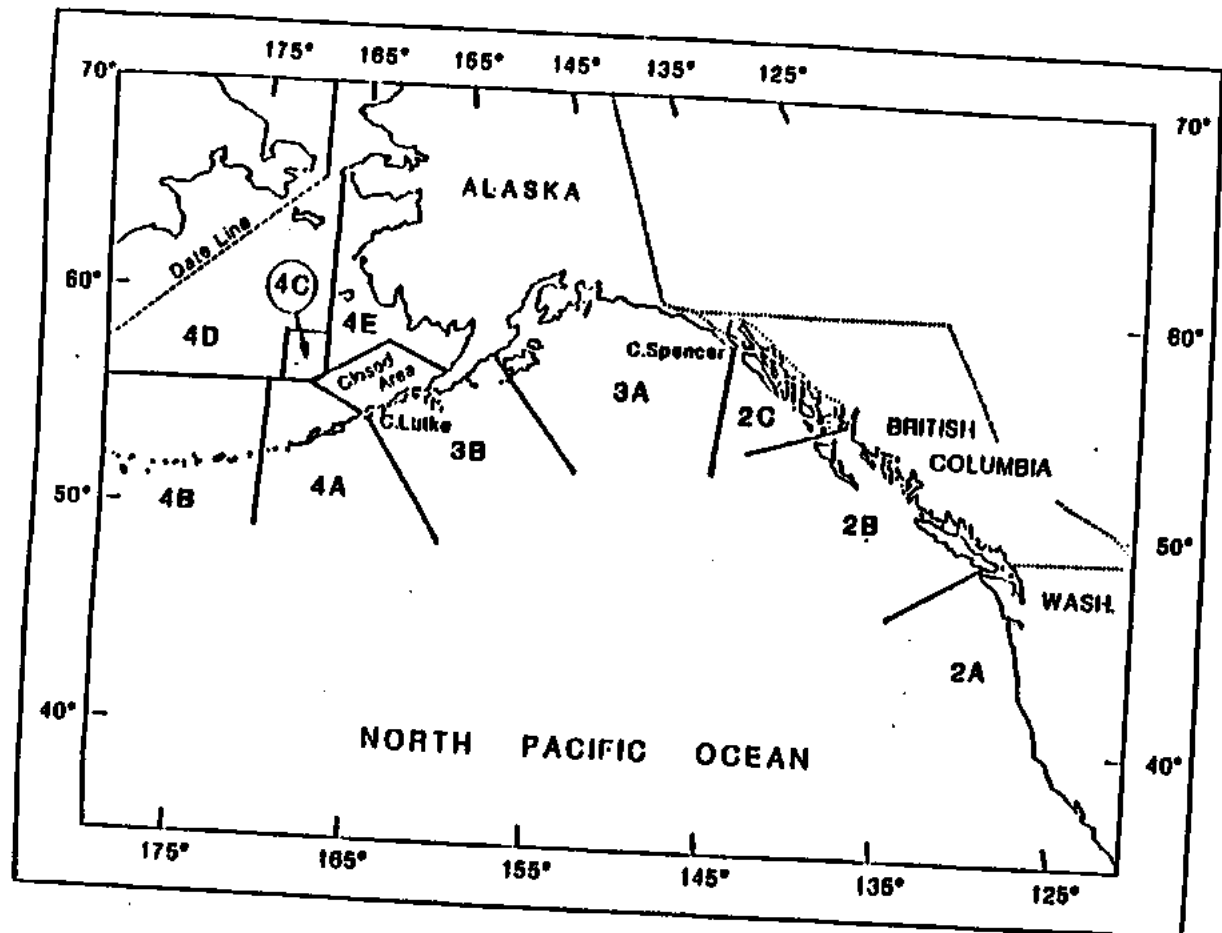 175° 165° 165° 145° 135° 125°
70° 70°
ALASKA
Date Line
60° 4C
4D 4E 60°
C.Spencer
Closed
Area 3A
2C
C.Lutke BRITISH
3B COLUMBIA
50° 4B 4A
2B 50°
WASH.
2A
40°
NORTH PACIFIC OCEAN 40°
175° 165° 155° 145° 135° 125°